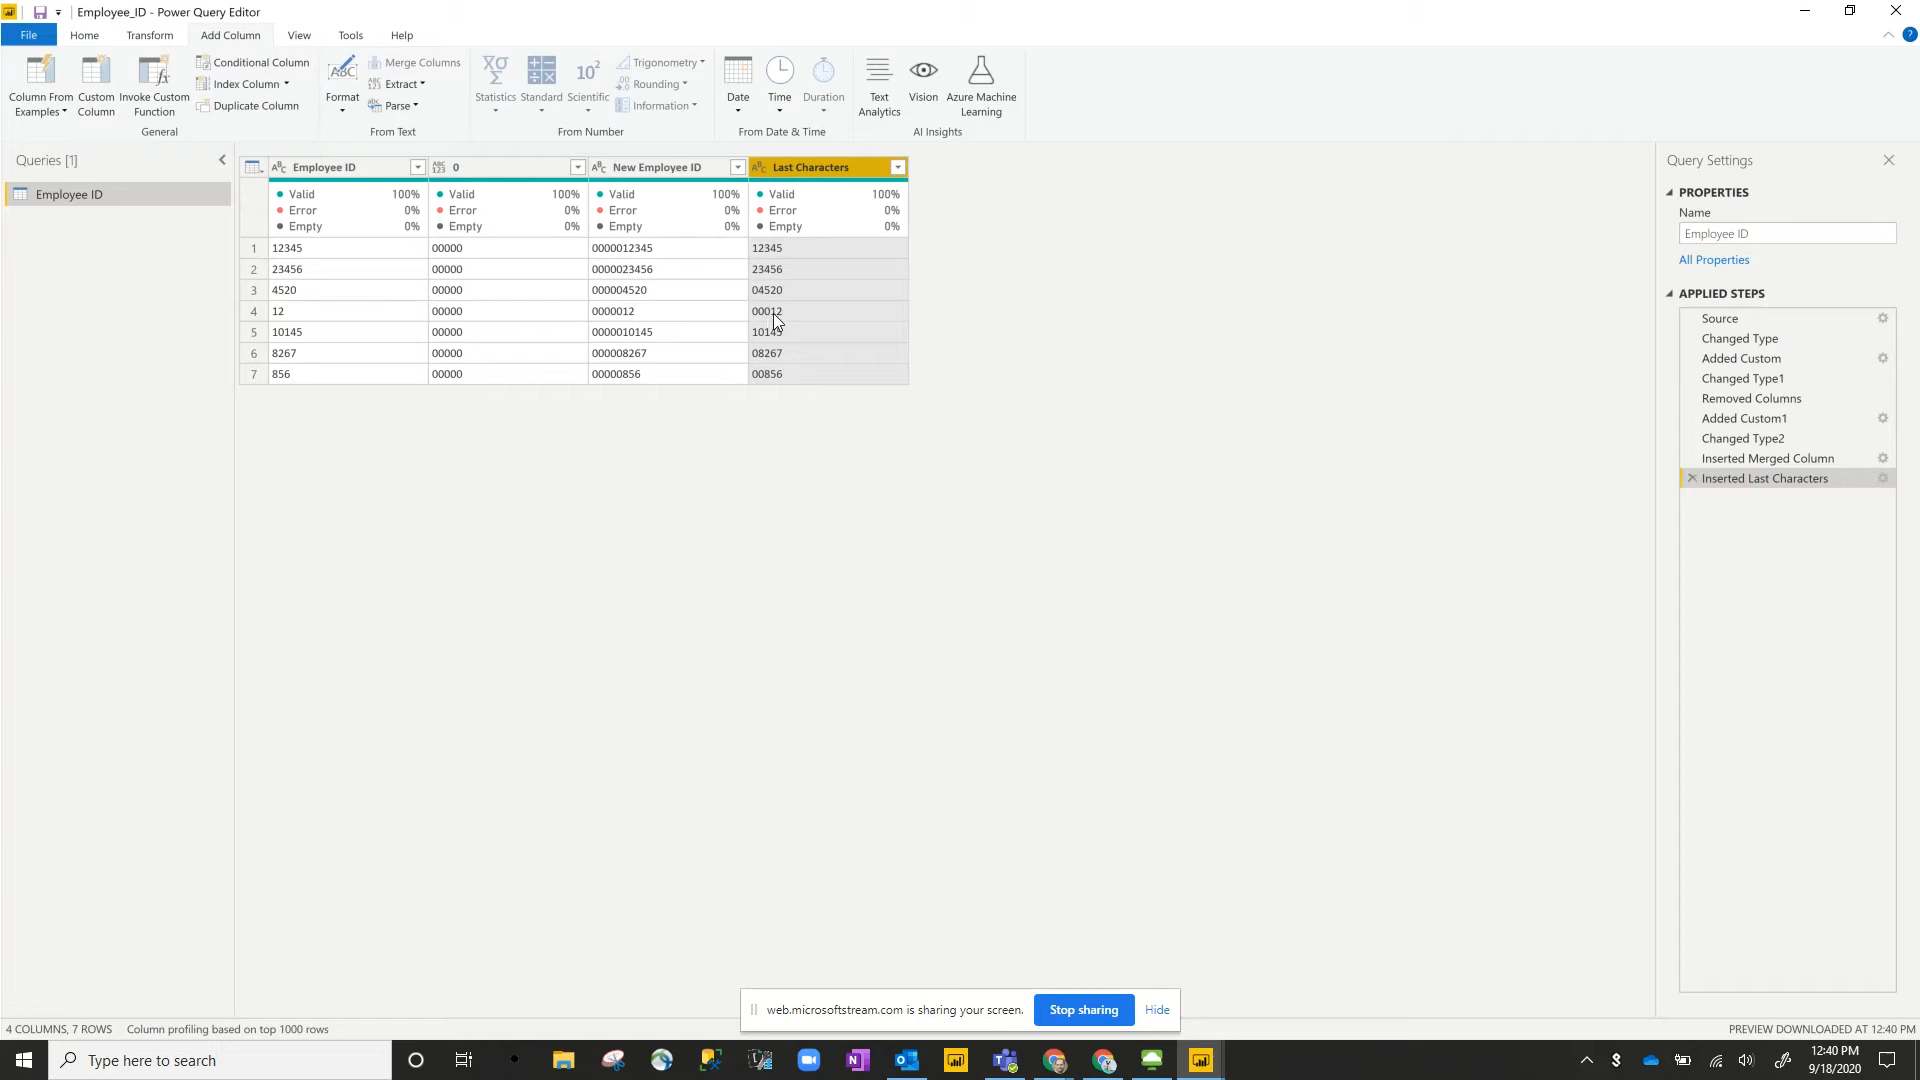 Employee_ID - Power Query Editor
File Home Transform Add Column View Tools Help
Column From Examples
Custom Column
Invoke Custom Function
Conditional Column
Index Column
Duplicate Column
General
Format
Merge Columns
Extract
Parse
From Text
Statistics
Standard
Scientific
Trigonometry
Rounding
Information
From Number
Date
Time
Duration
From Date & Time
Text Analytics
Vision
Azure Machine Learning
AI Insights
Queries [1]
Employee ID
Employee ID 0 New Employee ID Last Characters
Valid 100% Valid 100% Valid 100% Valid 100%
Error 0% Error 0% Error 0% Error 0%
Empty 0% Empty 0% Empty 0% Empty 0%
1 12345 00000 0000012345 12345
2 23456 00000 0000023456 23456
3 4520 00000 000004520 04520
4 12 00000 0000012 00012
5 10145 00000 0000010145 10145
6 8267 00000 000008267 08267
7 856 00000 00000856 00856
Query Settings
PROPERTIES
Name
Employee ID
All Properties
APPLIED STEPS
Source
Changed Type
Added Custom
Changed Type1
Removed Columns
Added Custom1
Changed Type2
Inserted Merged Column
Inserted Last Characters
web.microsoftstream.com is sharing your screen. Stop sharing Hide
4 COLUMNS, 7 ROWS Column profiling based on top 1000 rows
PREVIEW DOWNLOADED AT 12:40 PM
Type here to search
12:40 PM
9/18/2020